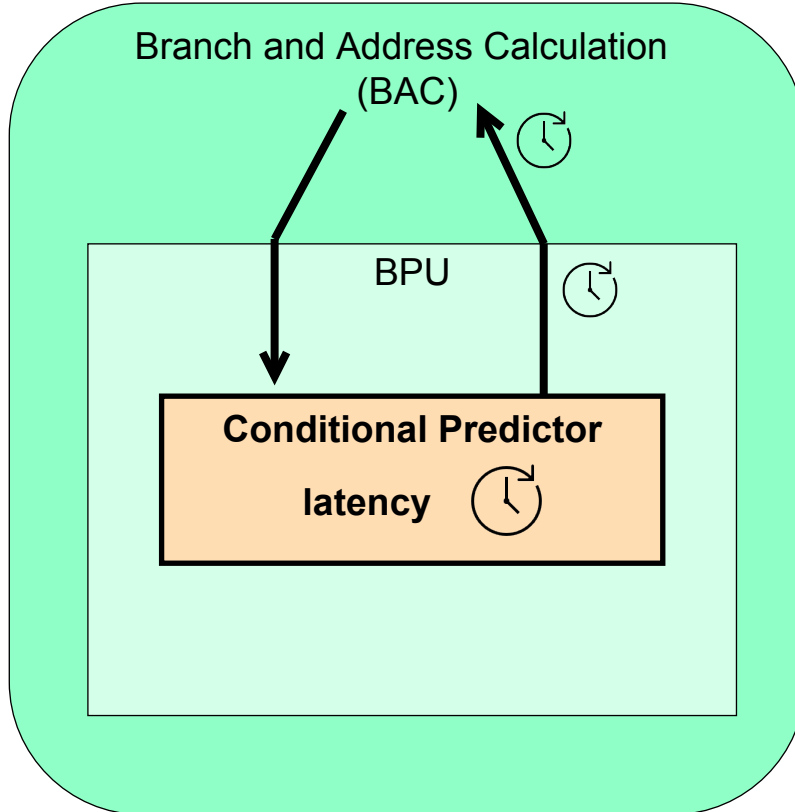 Branch and Address Calculation
(BAC)
BPU
Conditional Predictor
latency